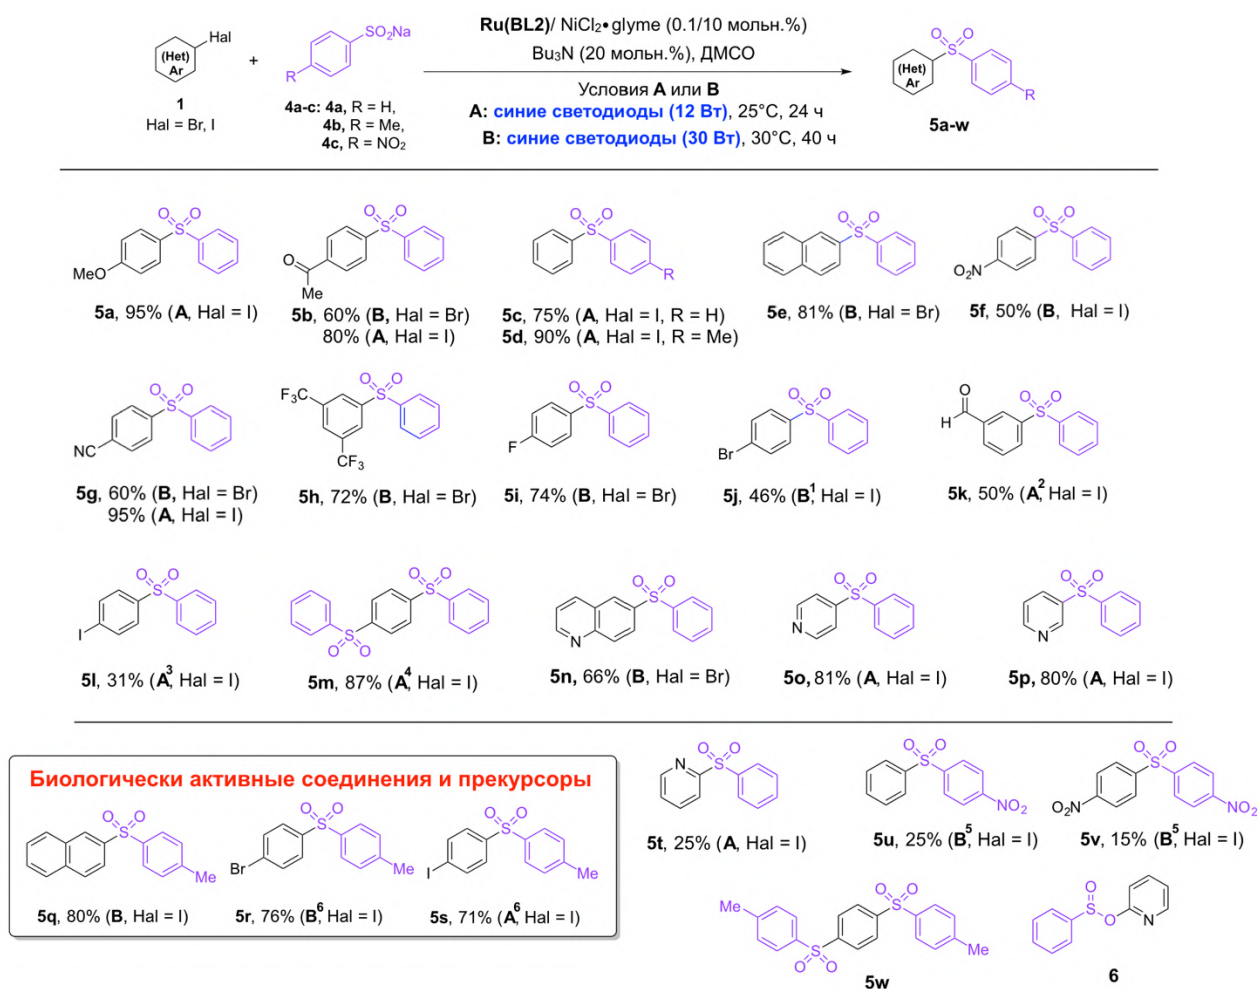 Hal
(Het)
Ar
1
Hal = Br, I
+
SO₂Na
R
4a-c: 4a, R = H,
4b, R = Me,
4c, R = NO₂
Ru(BL2)/ NiCl₂•glyme (0.1/10 мольн.%)
Bu₃N (20 мольн.%), ДМСО
Условия A или B
A: синие светодиоды (12 Вт), 25°C, 24 ч
B: синие светодиоды (30 Вт), 30°C, 40 ч
(Het)
Ar
O O
S
R
5a-w
O O
S
MeO
5a, 95% (A, Hal = I)
O O
S
O
Me
5b, 60% (B, Hal = Br)
80% (A, Hal = I)
O O
S
R
5c, 75% (A, Hal = I, R = H)
5d, 90% (A, Hal = I, R = Me)
O O
S
5e, 81% (B, Hal = Br)
O O
S
O₂N
5f, 50% (B, Hal = I)
O O
S
NC
5g, 60% (B, Hal = Br)
95% (A, Hal = I)
O O
S
F₃C
CF₃
5h, 72% (B, Hal = Br)
O O
S
F
5i, 74% (B, Hal = Br)
O O
S
Br
5j, 46% (B¹, Hal = I)
O O
S
O
H
5k, 50% (A², Hal = I)
O O
S
I
5l, 31% (A³, Hal = I)
O O
S
S
O O
5m, 87% (A⁴, Hal = I)
O O
S
N
5n, 66% (B, Hal = Br)
O O
S
N
5o, 81% (A, Hal = I)
O O
S
N
5p, 80% (A, Hal = I)
Биологически активные соединения и прекурсоры
O O
S
Me
5q, 80% (B, Hal = I)
O O
S
Br
Me
5r, 76% (B⁶, Hal = I)
O O
S
I
Me
5s, 71% (A⁶, Hal = I)
O O
S
N
5t, 25% (A, Hal = I)
O O
S
NO₂
5u, 25% (B⁵, Hal = I)
O O
S
NO₂
NO₂
5v, 15% (B⁵, Hal = I)
O O
S
Me
Me
S
O O
5w
O
S
O
N
6